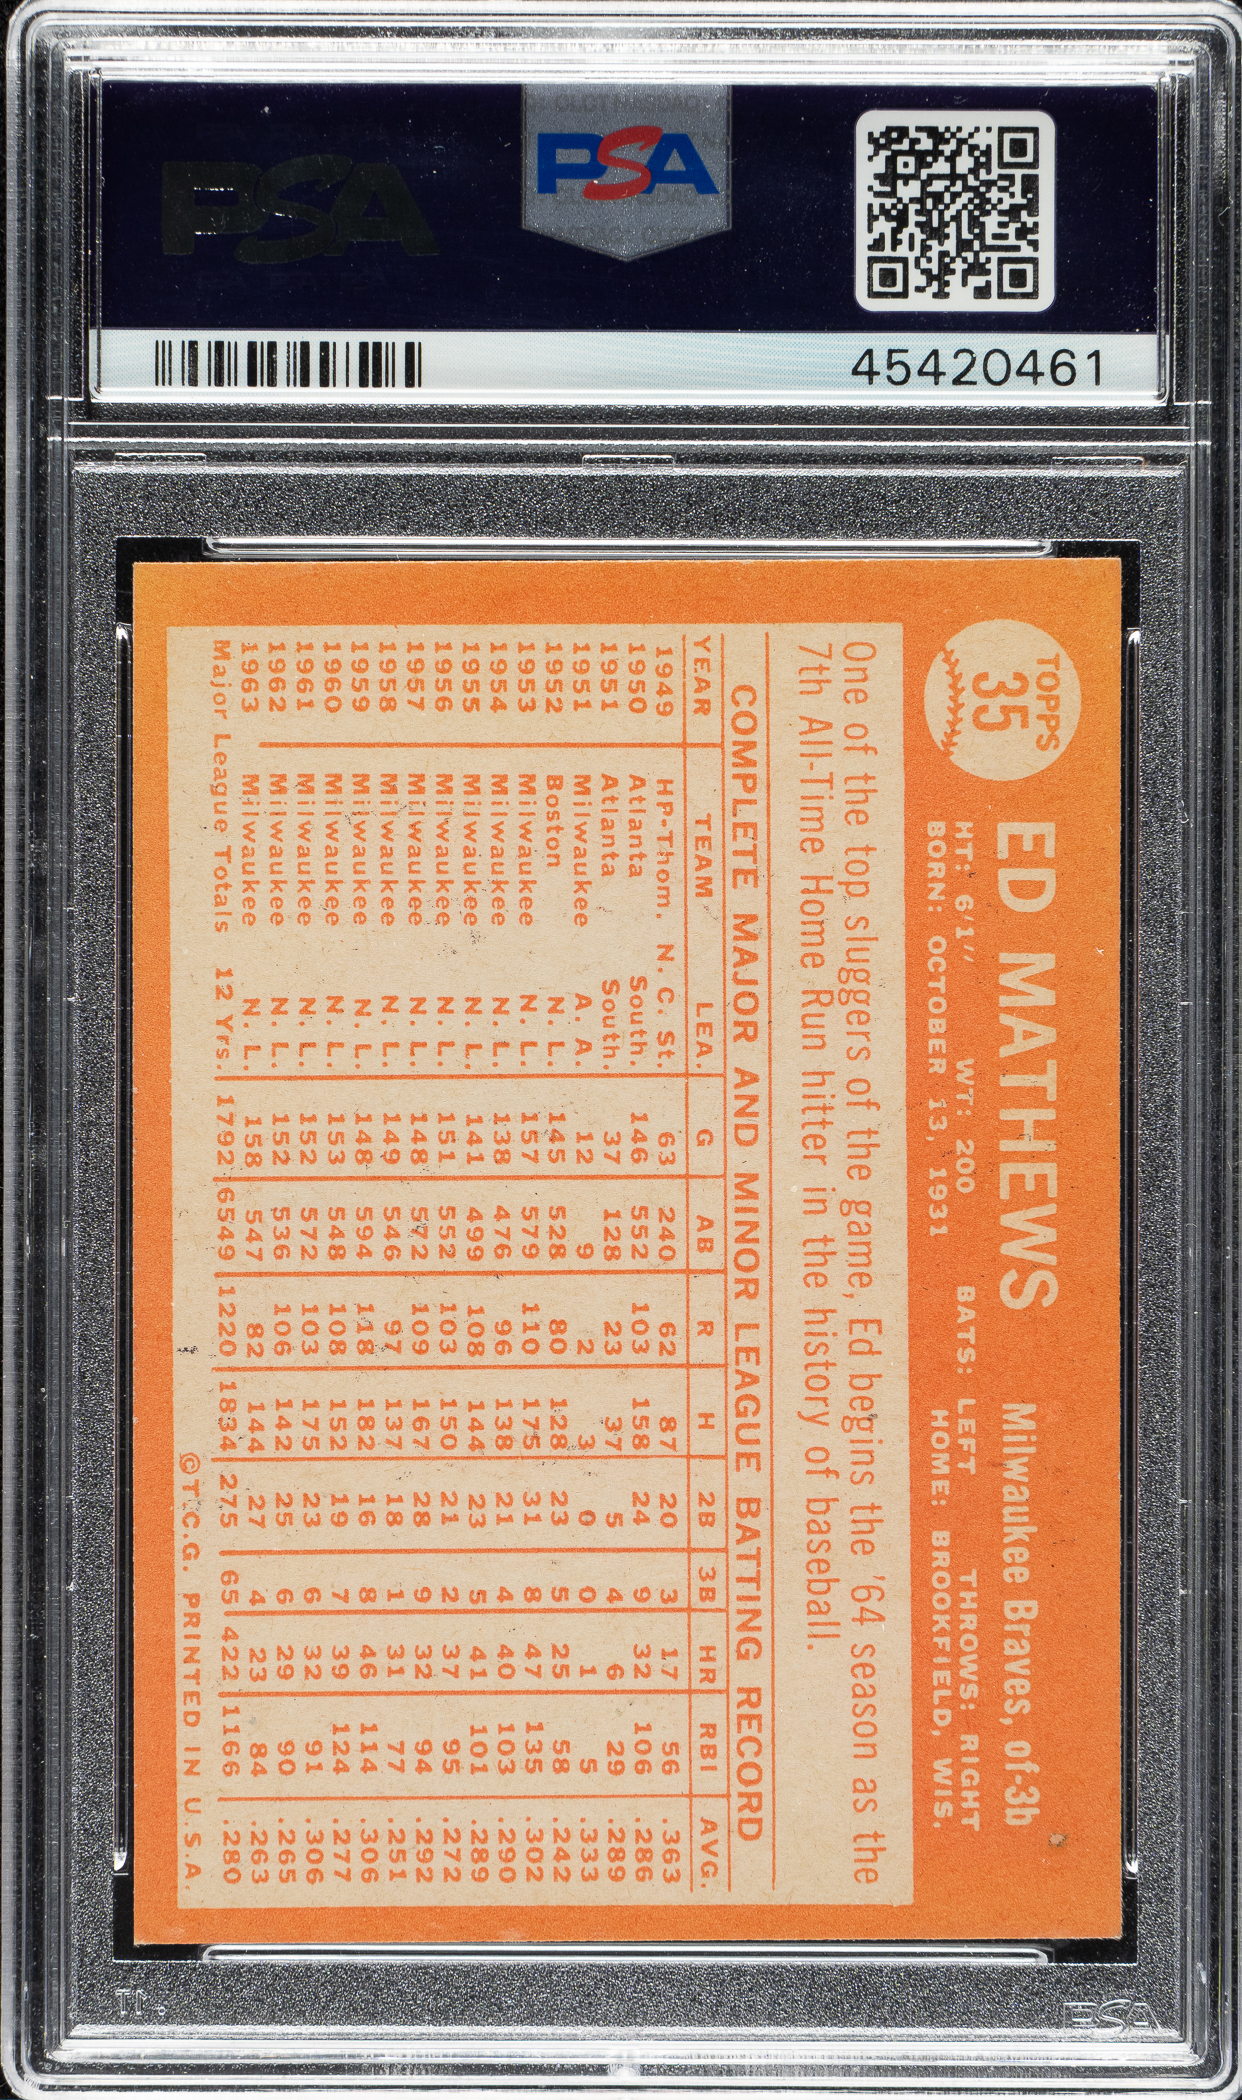 PSA
PSA
45420461
TOPPS
35
ED MATHEWS Milwaukee Braves, of-3b
HT: 6'1" WT: 200 BATS: LEFT THROWS: RIGHT
BORN: OCTOBER 13, 1931 HOME: BROOKFIELD, WIS.
One of the top sluggers of the game, Ed begins the '64 season as the
7th All-Time Home Run hitter in the history of baseball.
COMPLETE MAJOR AND MINOR LEAGUE BATTING RECORD
YEAR TEAM LEA. G AB R H 2B 3B HR RBI AVG.
1949 HP-Thom. N. C. St. 63 240 62 87 20 3 17 56 .363
1950 Atlanta South. 146 552 103 158 24 9 32 106 .286
1951 Atlanta South. 37 128 23 37 5 4 6 29 .289
1951 Milwaukee A. A. 12 9 2 3 0 0 1 5 .333
1952 Boston N. L. 145 528 80 128 23 5 25 58 .242
1953 Milwaukee N. L. 157 579 110 175 31 8 47 135 .302
1954 Milwaukee N. L. 138 476 96 138 21 4 40 103 .290
1955 Milwaukee N. L. 141 499 108 144 23 5 41 101 .289
1956 Milwaukee N. L. 151 552 103 150 21 2 37 95 .272
1957 Milwaukee N. L. 148 572 109 167 28 9 32 94 .292
1958 Milwaukee N. L. 149 546 97 137 18 1 31 77 .251
1959 Milwaukee N. L. 148 594 118 182 16 8 46 114 .306
1960 Milwaukee N. L. 153 548 108 152 19 7 39 124 .277
1961 Milwaukee N. L. 152 572 103 175 23 6 32 91 .306
1962 Milwaukee N. L. 152 536 106 142 25 6 29 90 .265
1963 Milwaukee N. L. 158 547 82 144 27 4 23 84 .263
Major League Totals 12 Yrs. 1792 6549 1220 1834 275 65 422 1166 .280
©T.C.G. PRINTED IN U.S.A.
PSA